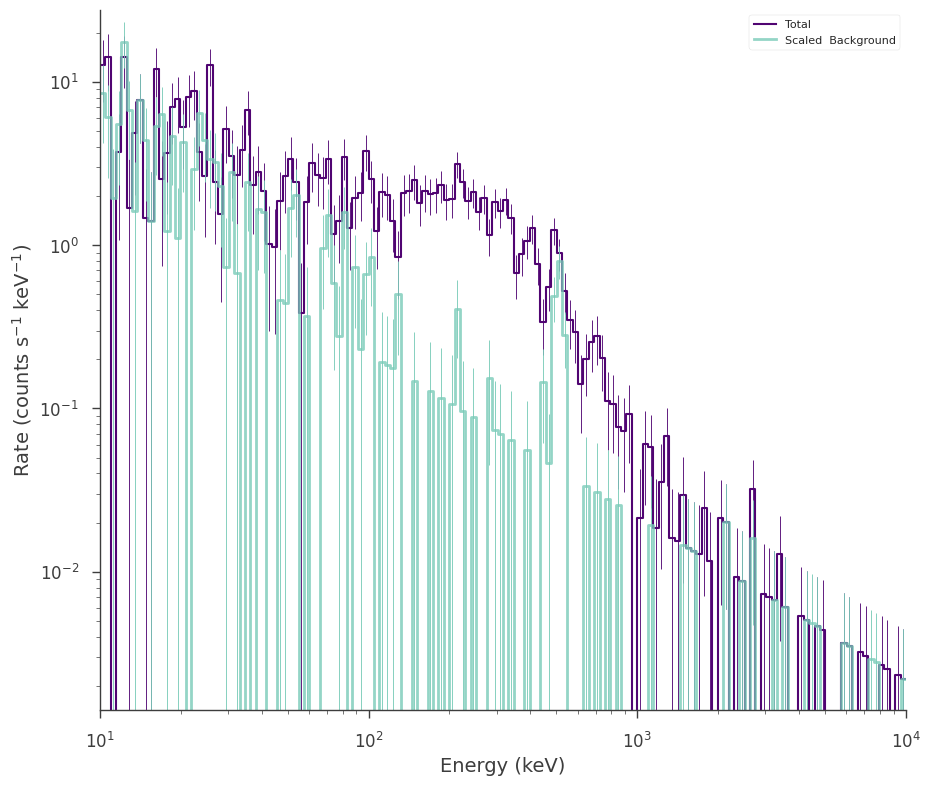 Total
Scaled  Background
Rate (counts s⁻¹ keV⁻¹)
10¹
10⁰
10⁻¹
10⁻²
10¹ 10² 10³ 10⁴
Energy (keV)